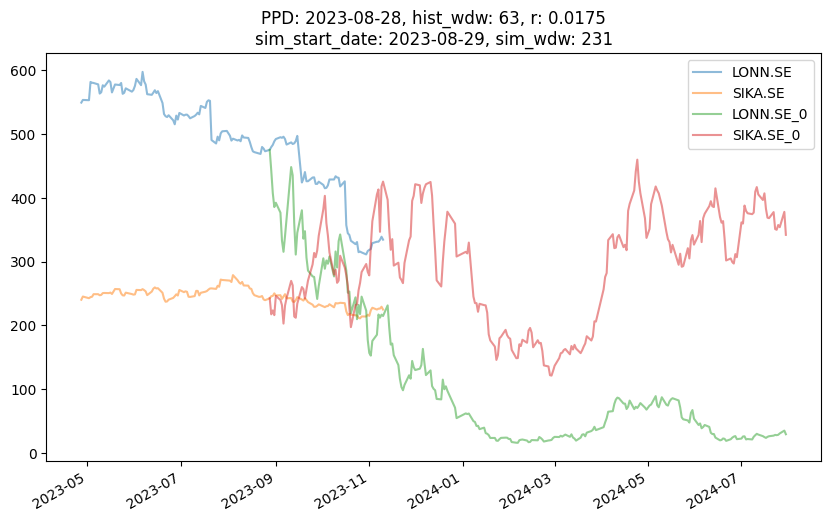 PPD: 2023-08-28, hist_wdw: 63, r: 0.0175
sim_start_date: 2023-08-29, sim_wdw: 231
LONN.SE
SIKA.SE
LONN.SE_0
SIKA.SE_0
600
500
400
300
200
100
0
2023-05
2023-07
2023-09
2023-11
2024-01
2024-03
2024-05
2024-07